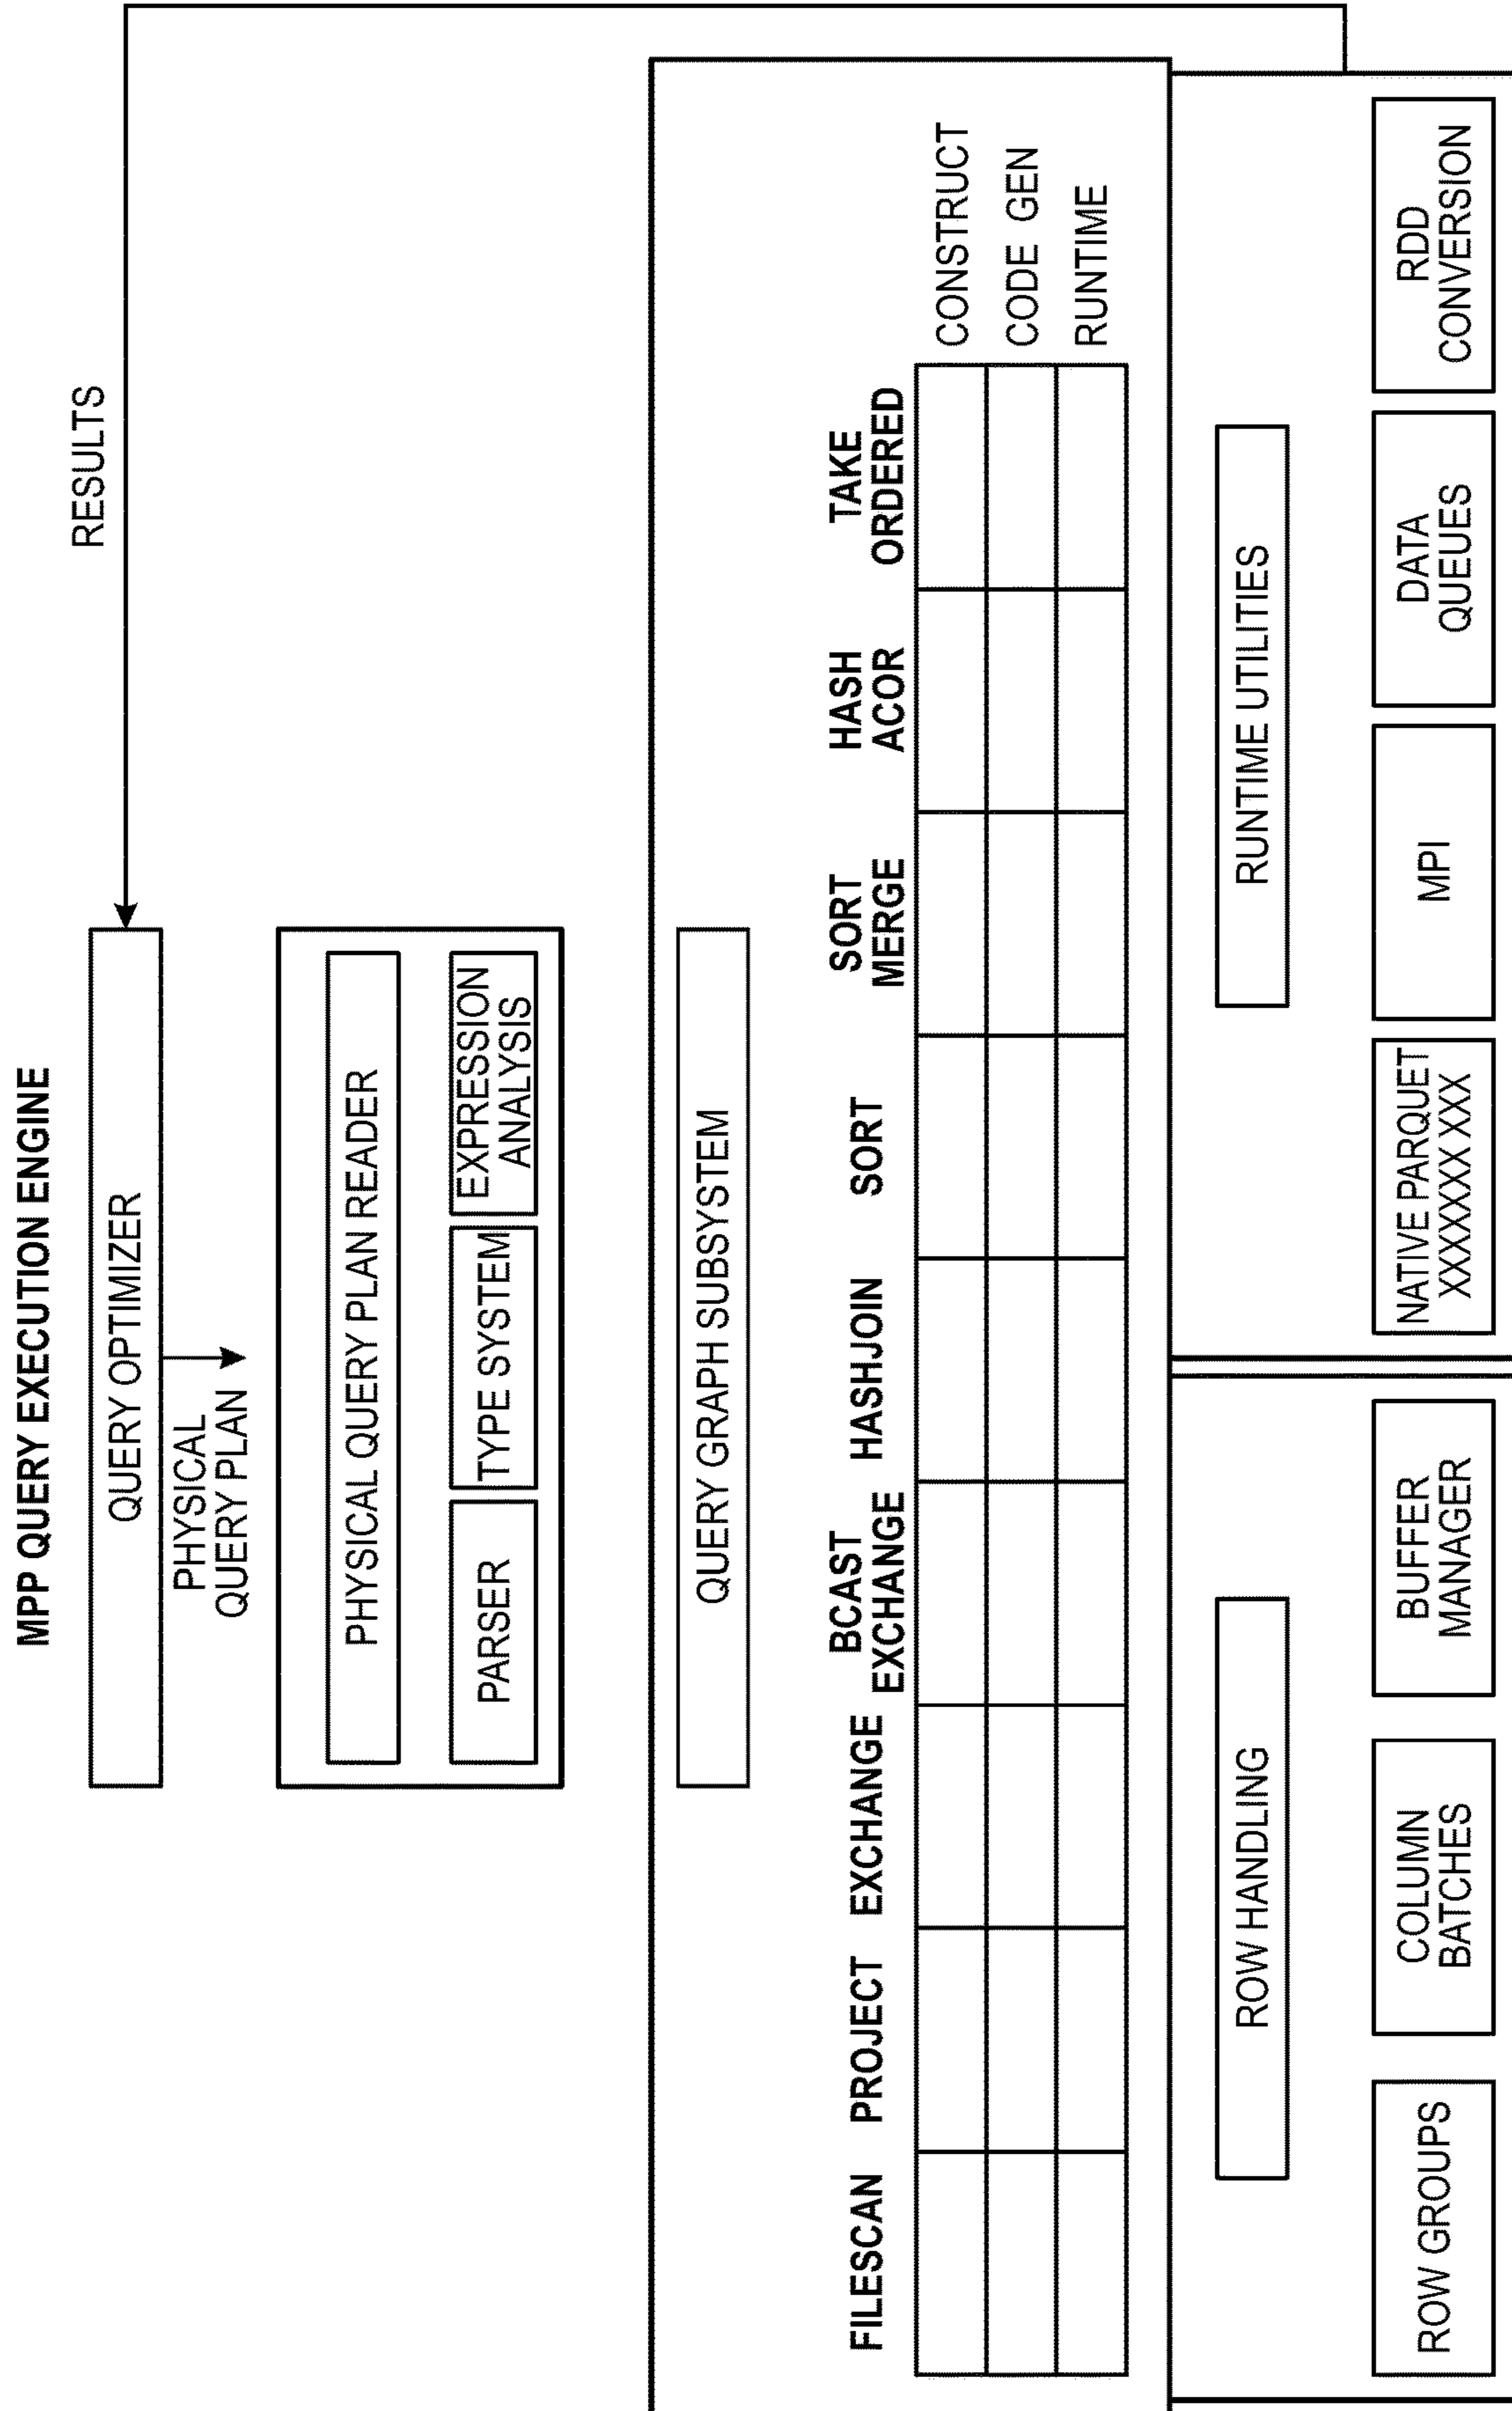 MPP QUERY EXECUTION ENGINE
RESULTS
QUERY OPTIMIZER
PHYSICAL
QUERY PLAN
PHYSICAL QUERY PLAN READER
PARSER
TYPE SYSTEM
EXPRESSION
ANALYSIS
QUERY GRAPH SUBSYSTEM
FILESCAN
PROJECT
EXCHANGE
BCAST
EXCHANGE
HASHJOIN
SORT
SORT
MERGE
HASH
ACOR
TAKE
ORDERED
CONSTRUCT
CODE GEN
RUNTIME
ROW HANDLING
ROW GROUPS
COLUMN
BATCHES
BUFFER
MANAGER
RUNTIME UTILITIES
NATIVE PARQUET
XXXXXXX XXX
MPI
DATA
QUEUES
RDD
CONVERSION